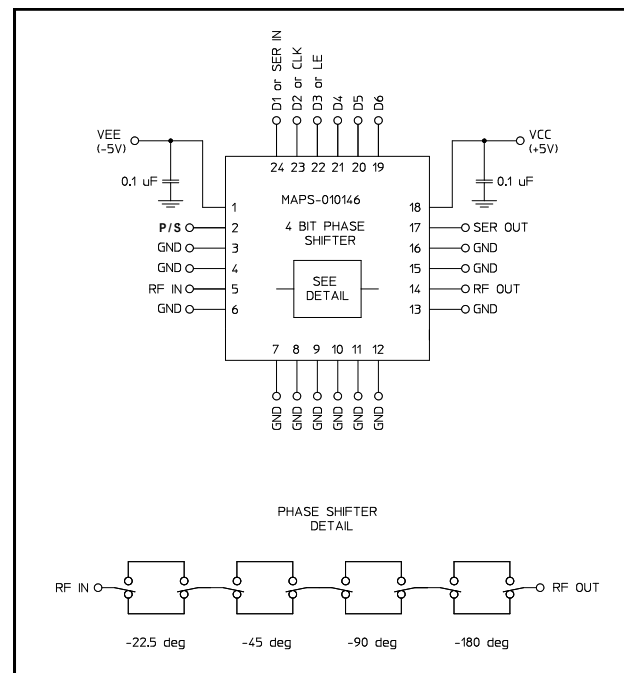 D1 or SER IN
D2 or CLK
D3 or LE
D4
D5
D6
VEE
(-5V)
VCC
(+5V)
24 23 22 21 20 19
0.1 uF
0.1 uF
MAPS-010146
4 BIT PHASE
SHIFTER
SEE
DETAIL
1
P/S 2
GND 3
GND 4
RF IN 5
GND 6
18
17 SER OUT
16 GND
15 GND
14 RF OUT
13 GND
7 8 9 10 11 12
GND GND GND GND GND GND
PHASE SHIFTER
DETAIL
RF IN
RF OUT
-22.5 deg -45 deg -90 deg -180 deg